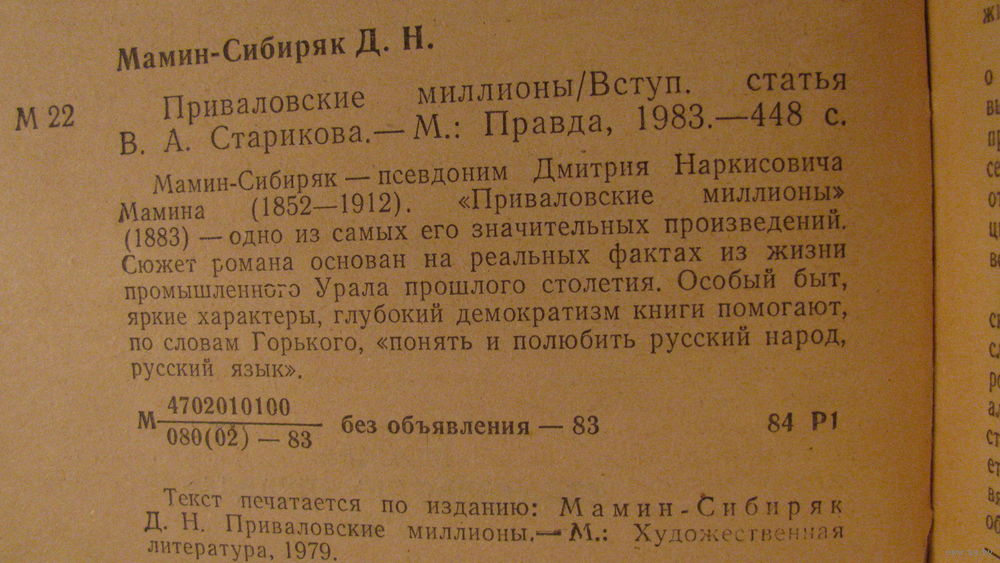 Мамин-Сибиряк Д. Н.
М 22
Приваловские миллионы/Вступ. статья
В. А. Старикова.— М.: Правда, 1983.—448 с.
Мамин-Сибиряк — псевдоним Дмитрия Наркисовича
Мамина (1852—1912). «Приваловские миллионы»
(1883) — одно из самых его значительных произведений.
Сюжет романа основан на реальных фактах из жизни
промышленного Урала прошлого столетия. Особый быт,
яркие характеры, глубокий демократизм книги помогают,
по словам Горького, «понять и полюбить русский народ,
русский язык».
М 4702010100
080(02) — 83
без объявления — 83
84 Р1
Текст печатается по изданию: Мамин-Сибиряк
Д. Н. Приваловские миллионы.— М.: Художественная
литература, 1979.